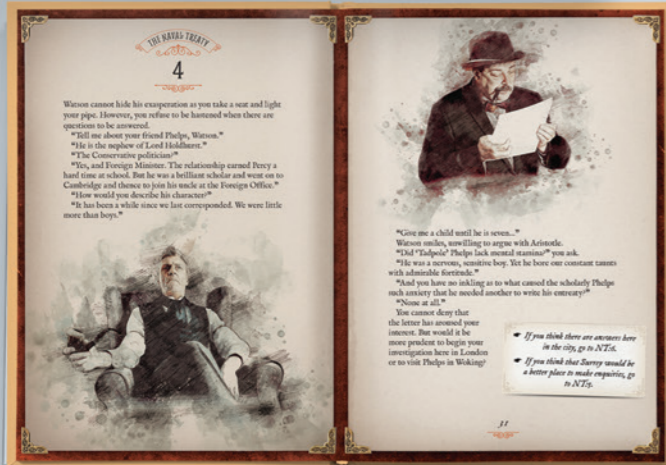 THE NAVAL TREATY
4
Watson cannot hide his exasperation as you take a seat and light
your pipe. However, you refuse to be hastened when there are
questions to be answered.
“Tell me about your friend Phelps, Watson.”
“He is the nephew of Lord Holdhurst.”
“The Conservative politician?”
“Yes, and Foreign Minister. The relationship earned Percy a
hard time at school. But he was a brilliant scholar and went on to
Cambridge and thence to join his uncle at the Foreign Office.”
“How would you describe his character?”
“It has been a while since we last corresponded. We were little
more than boys.”
“Give me a child until he is seven...”
Watson smiles, unwilling to argue with Aristotle.
“Did ‘Tadpole’ Phelps lack mental stamina?” you ask.
“He was a nervous, sensitive boy. Yet he bore our constant taunts
with admirable fortitude.”
“And you have no inkling as to what caused the scholarly Phelps
such anxiety that he needed another to write his entreaty?”
“None at all.”
You cannot deny that
the letter has aroused your
interest. But would it be
more prudent to begin your
investigation here in London
or to visit Phelps in Woking?
If you think there are answers here
in the city, go to
If you think that Surrey would be
a better place to make enquiries, go
to
31